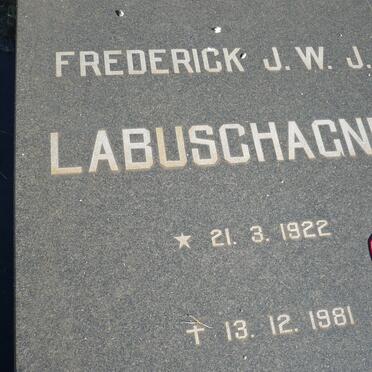 FREDERICK J. W. J.
LABUSCHAGN
★ 21. 3. 1922
✝ 13. 12. 1981